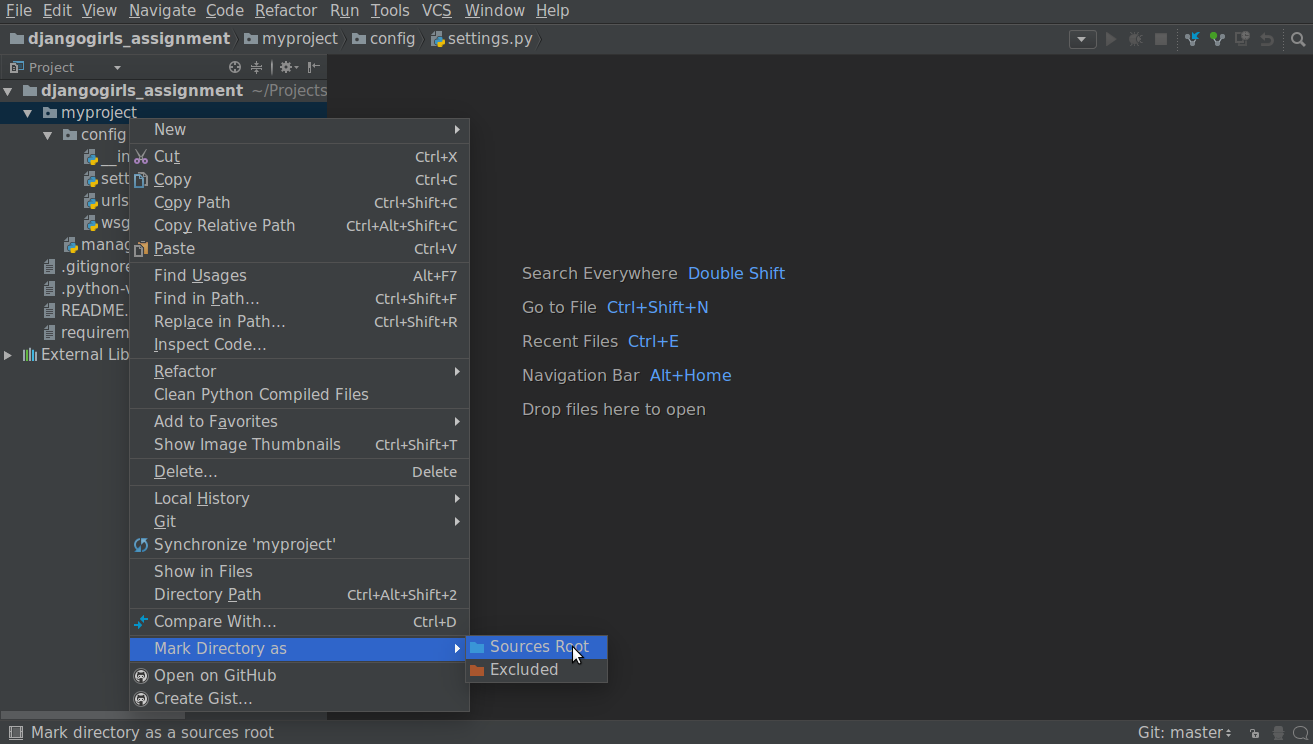 File Edit View Navigate Code Refactor Run Tools VCS Window Help
djangogirls_assignment myproject config settings.py
Project
djangogirls_assignment ~/Projects
myproject
config
__in
sett
urls
wsg
manag
.gitignore
.python-v
README.
requirem
External Lib
New
Cut Ctrl+X
Copy Ctrl+C
Copy Path Ctrl+Shift+C
Copy Relative Path Ctrl+Alt+Shift+C
Paste Ctrl+V
Find Usages Alt+F7
Find in Path... Ctrl+Shift+F
Replace in Path... Ctrl+Shift+R
Inspect Code...
Refactor
Clean Python Compiled Files
Add to Favorites
Show Image Thumbnails Ctrl+Shift+T
Delete... Delete
Local History
Git
Synchronize 'myproject'
Show in Files
Directory Path Ctrl+Alt+Shift+2
Compare With... Ctrl+D
Mark Directory as
Open on GitHub
Create Gist...
Sources Root
Excluded
Search Everywhere Double Shift
Go to File Ctrl+Shift+N
Recent Files Ctrl+E
Navigation Bar Alt+Home
Drop files here to open
Mark directory as a sources root
Git: master